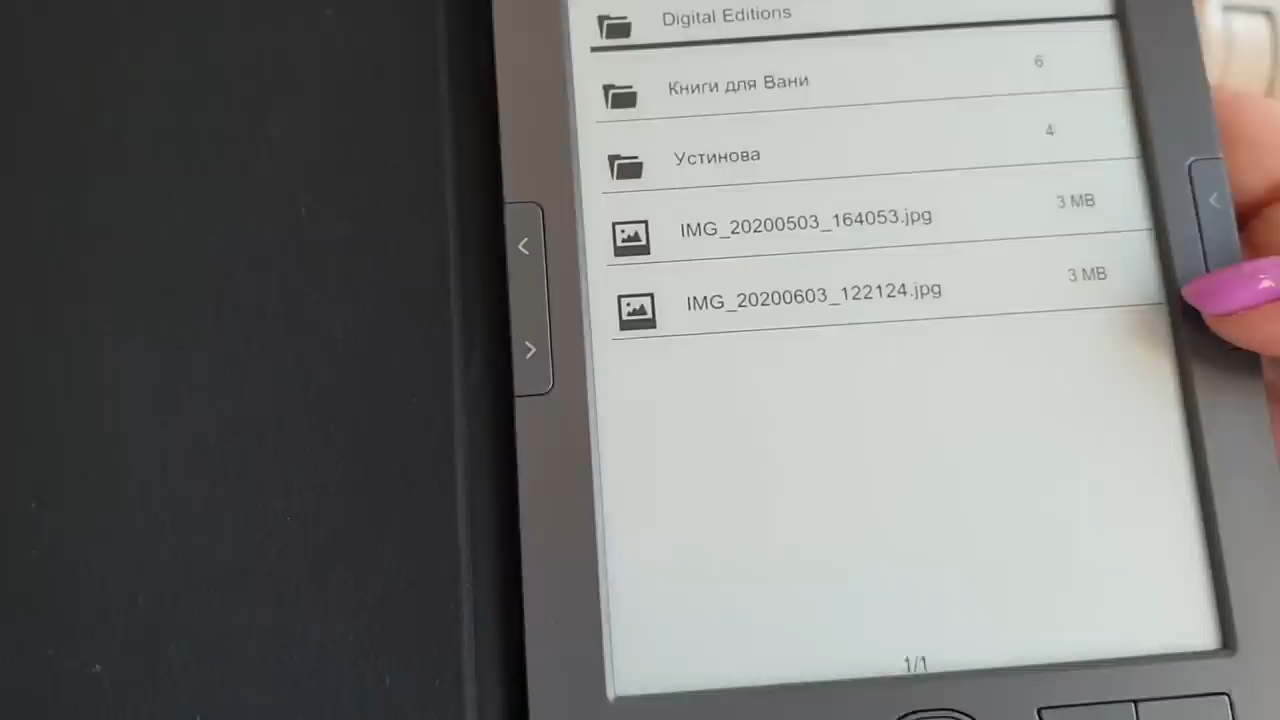 Digital Editions
Книги для Вани 6
Устинова 4
IMG_20200503_164053.jpg 3 MB
IMG_20200603_122124.jpg 3 MB
1/1